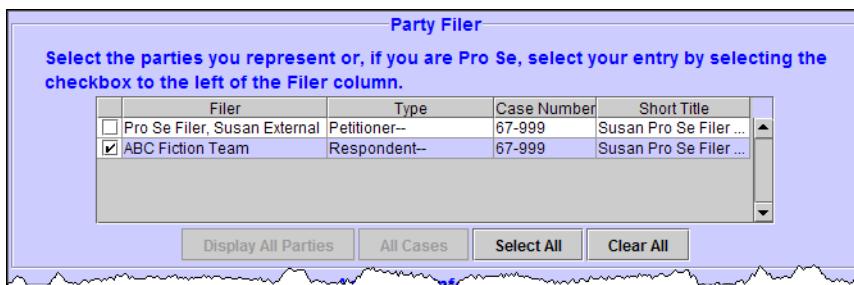 Party Filer
Select the parties you represent or, if you are Pro Se, select your entry by selecting the
checkbox to the left of the Filer column.
Filer Type Case Number Short Title
Pro Se Filer, Susan External Petitioner-- 67-999 Susan Pro Se Filer ...
ABC Fiction Team Respondent-- 67-999 Susan Pro Se Filer ...
Display All Parties All Cases Select All Clear All